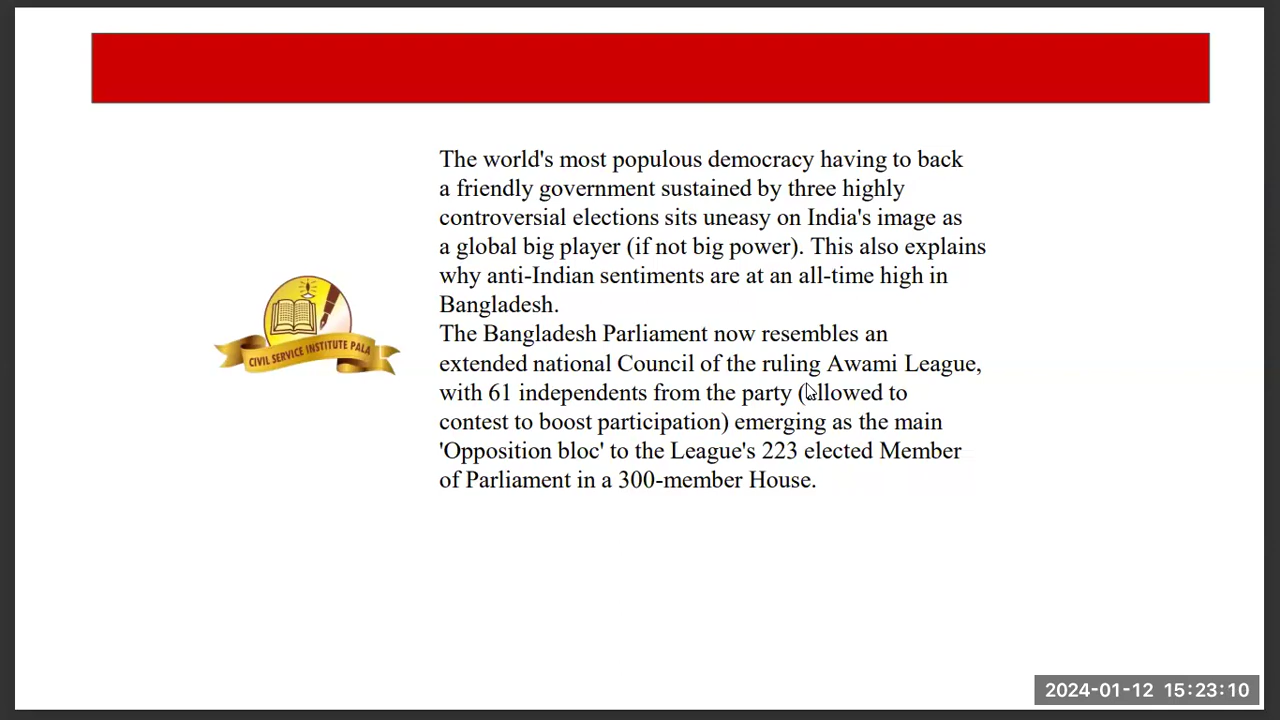 The world's most populous democracy having to back
a friendly government sustained by three highly
controversial elections sits uneasy on India's image as
a global big player (if not big power). This also explains
why anti-Indian sentiments are at an all-time high in
Bangladesh.
The Bangladesh Parliament now resembles an
extended national Council of the ruling Awami League,
with 61 independents from the party (allowed to
contest to boost participation) emerging as the main
'Opposition bloc' to the League's 223 elected Member
of Parliament in a 300-member House.
CIVIL SERVICE INSTITUTE PALA
2024-01-12 15:23:10